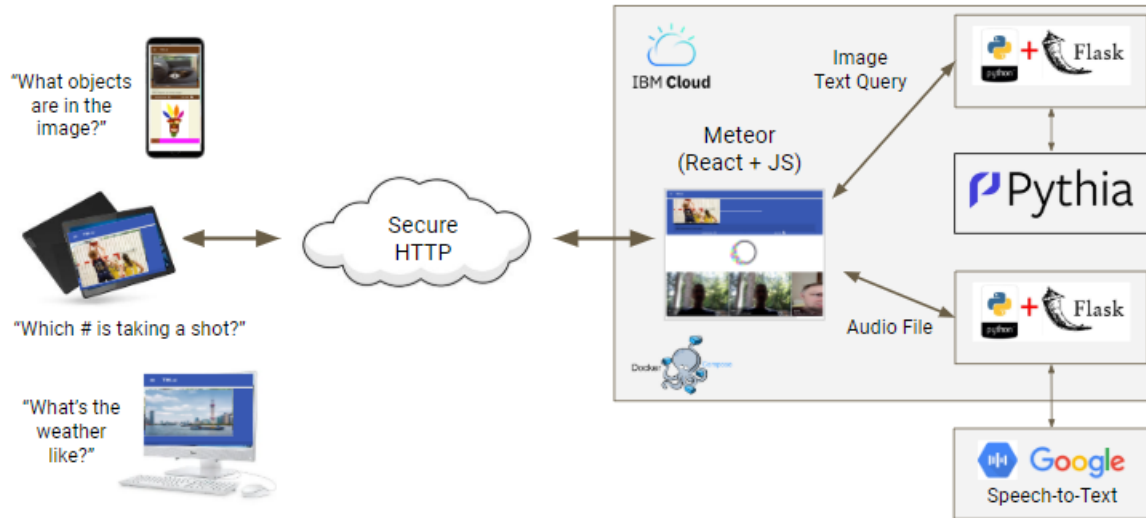 “What objects
are in the
image?”
“Which # is taking a shot?”
“What’s the
weather
like?”
Secure
HTTP
IBM Cloud
Meteor
(React + JS)
Docker
Compose
Image
Text Query
Audio File
python
+
Flask
Pythia
python
+
Flask
Google
Speech-to-Text